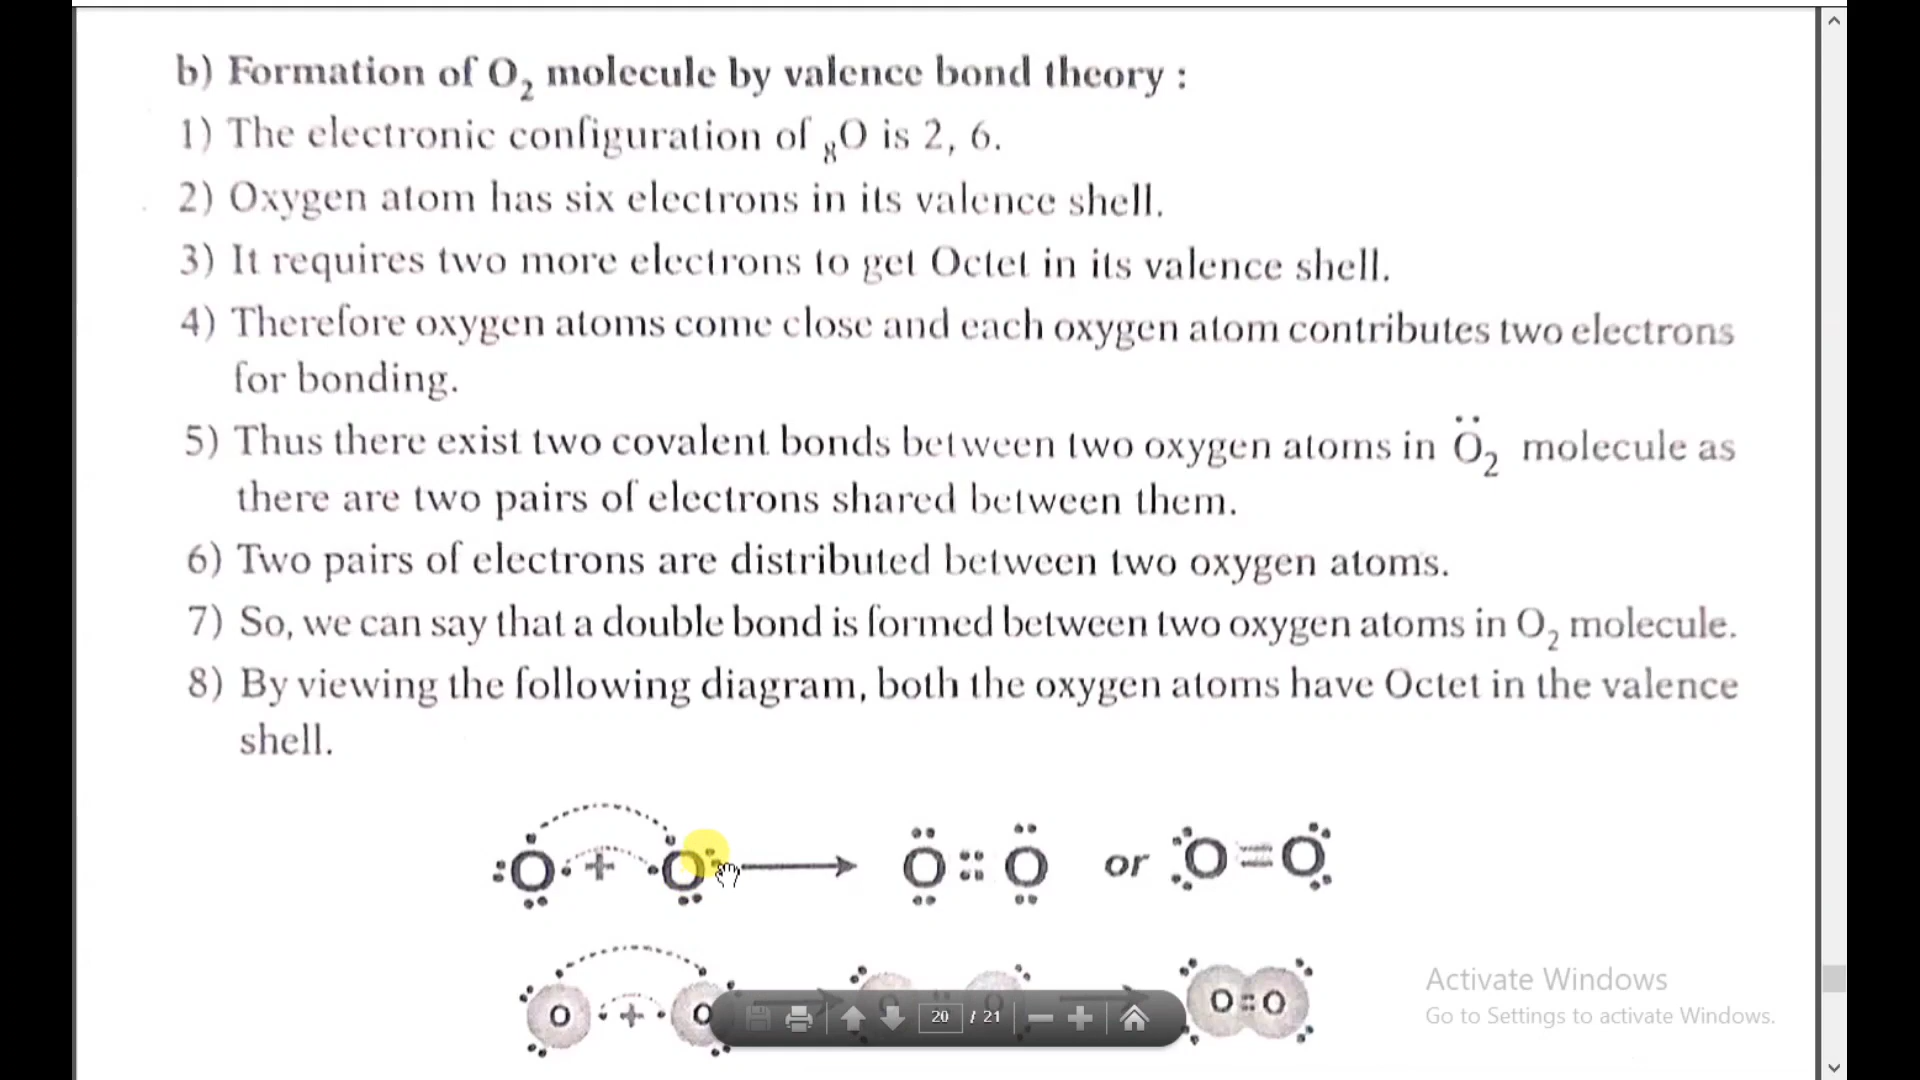 b) Formation of O₂ molecule by valence bond theory :
1) The electronic configuration of ₈O is 2, 6.
2) Oxygen atom has six electrons in its valence shell.
3) It requires two more electrons to get Octet in its valence shell.
4) Therefore oxygen atoms come close and each oxygen atom contributes two electrons
for bonding.
5) Thus there exist two covalent bonds between two oxygen atoms in Ö₂ molecule as
there are two pairs of electrons shared between them.
6) Two pairs of electrons are distributed between two oxygen atoms.
7) So, we can say that a double bond is formed between two oxygen atoms in O₂ molecule.
8) By viewing the following diagram, both the oxygen atoms have Octet in the valence
shell.
O + O → O :: O or O = O
O + O O :: O
20 / 21
Activate Windows
Go to Settings to activate Windows.